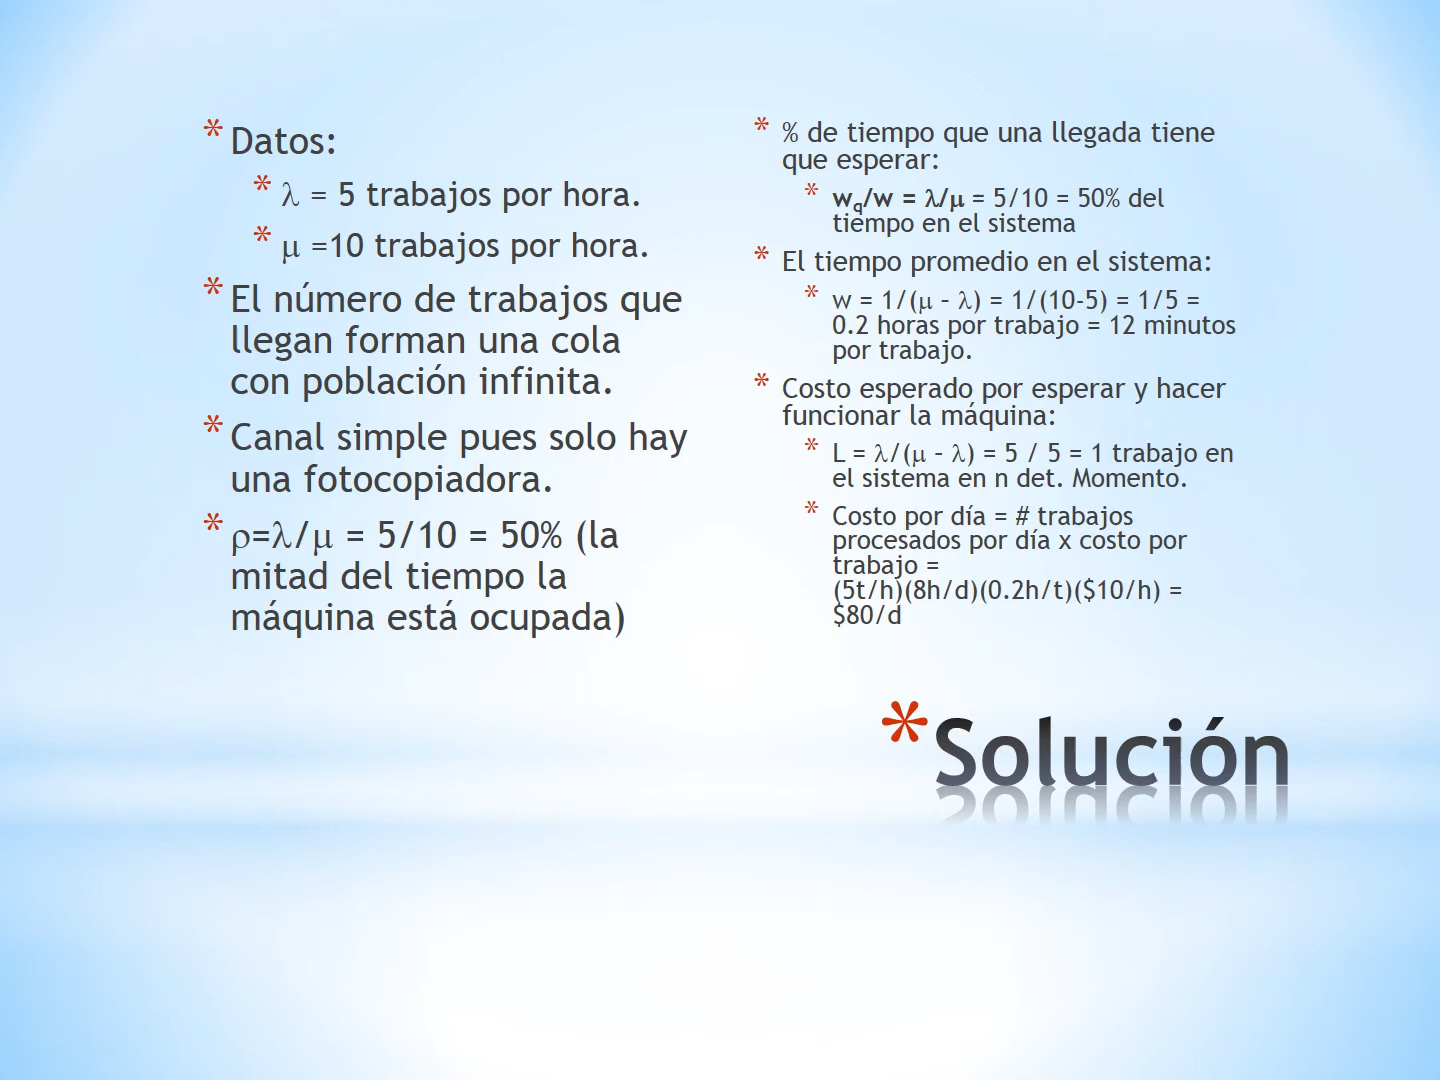 * Datos:
* λ = 5 trabajos por hora.
* μ =10 trabajos por hora.
* El número de trabajos que
llegan forman una cola
con población infinita.
* Canal simple pues solo hay
una fotocopiadora.
* ρ=λ/μ = 5/10 = 50% (la
mitad del tiempo la
máquina está ocupada)
* % de tiempo que una llegada tiene
que esperar:
* wq/w = λ/μ = 5/10 = 50% del
tiempo en el sistema
* El tiempo promedio en el sistema:
* w = 1/(μ – λ) = 1/(10-5) = 1/5 =
0.2 horas por trabajo = 12 minutos
por trabajo.
* Costo esperado por esperar y hacer
funcionar la máquina:
* L = λ/(μ – λ) = 5 / 5 = 1 trabajo en
el sistema en n det. Momento.
* Costo por día = # trabajos
procesados por día x costo por
trabajo =
(5t/h)(8h/d)(0.2h/t)($10/h) =
$80/d
* Solución